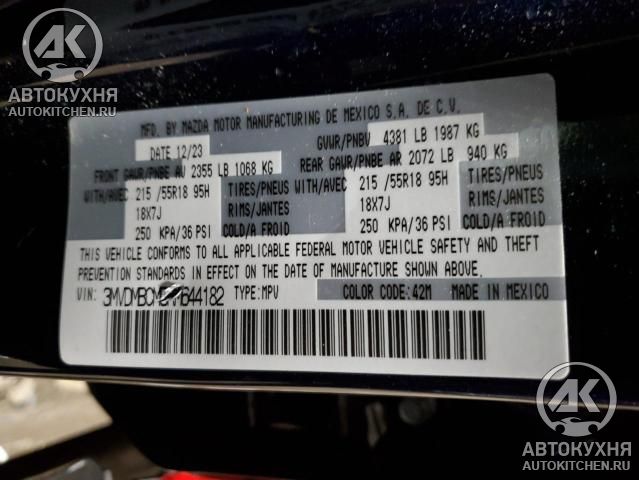 АК
АВТОКУХНЯ
AUTOKITCHEN.RU
MFD. BY MAZDA MOTOR MANUFACTURING DE MEXICO S.A. DE C.V.
DATE 12/23 GVWR/PNBV 4381 LB 1987 KG
FRONT GAWR/PNBE AV 2355 LB 1068 KG REAR GAWR/PNBE AR 2072 LB 940 KG
WITH/AVEC 215 /55R18 95H TIRES/PNEUS WITH/AVEC 215 /55R18 95H TIRES/PNEUS
18X7J RIMS/JANTES 18X7J RIMS/JANTES
250 KPA/36 PSI COLD/A FROID 250 KPA/36 PSI COLD/A FROID
THIS VEHICLE CONFORMS TO ALL APPLICABLE FEDERAL MOTOR VEHICLE SAFETY AND THEFT
PREVENTION STANDARDS IN EFFECT ON THE DATE OF MANUFACTURE SHOWN ABOVE.
VIN: TYPE:MPV COLOR CODE:42M MADE IN MEXICO
АК
АВТОКУХНЯ
AUTOKITCHEN.RU